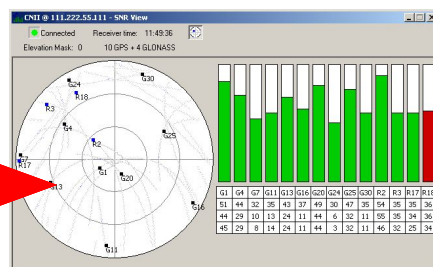 CNII @ 111.222.55.111 - SNR View
Connected Receiver time: 11:49:36
Elevation Mask: 0 10 GPS + 4 GLONASS
G30
G24
R18
R3
G4
G25
R2
G7
R17
G1
G20
G13
G16
G11
G1 G4 G7 G11 G13 G16 G20 G24 G25 G30 R2 R3 R17 R18
51 44 32 35 43 37 49 30 47 35 54 35 35 36
44 29 10 13 24 11 44 6 32 11 55 35 34 36
45 29 8 14 24 11 44 3 32 11 46 32 25 34